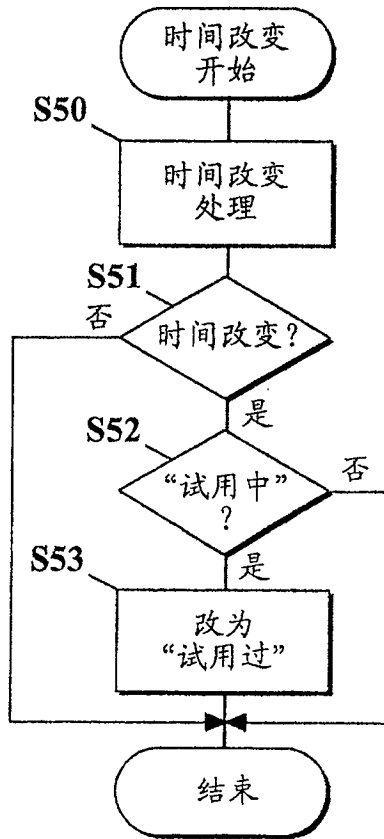 时间改变
开始
S50
时间改变
处理
S51
否
时间改变?
是
S52
“试用中”
?
否
是
S53
改为
“试用过”
结束